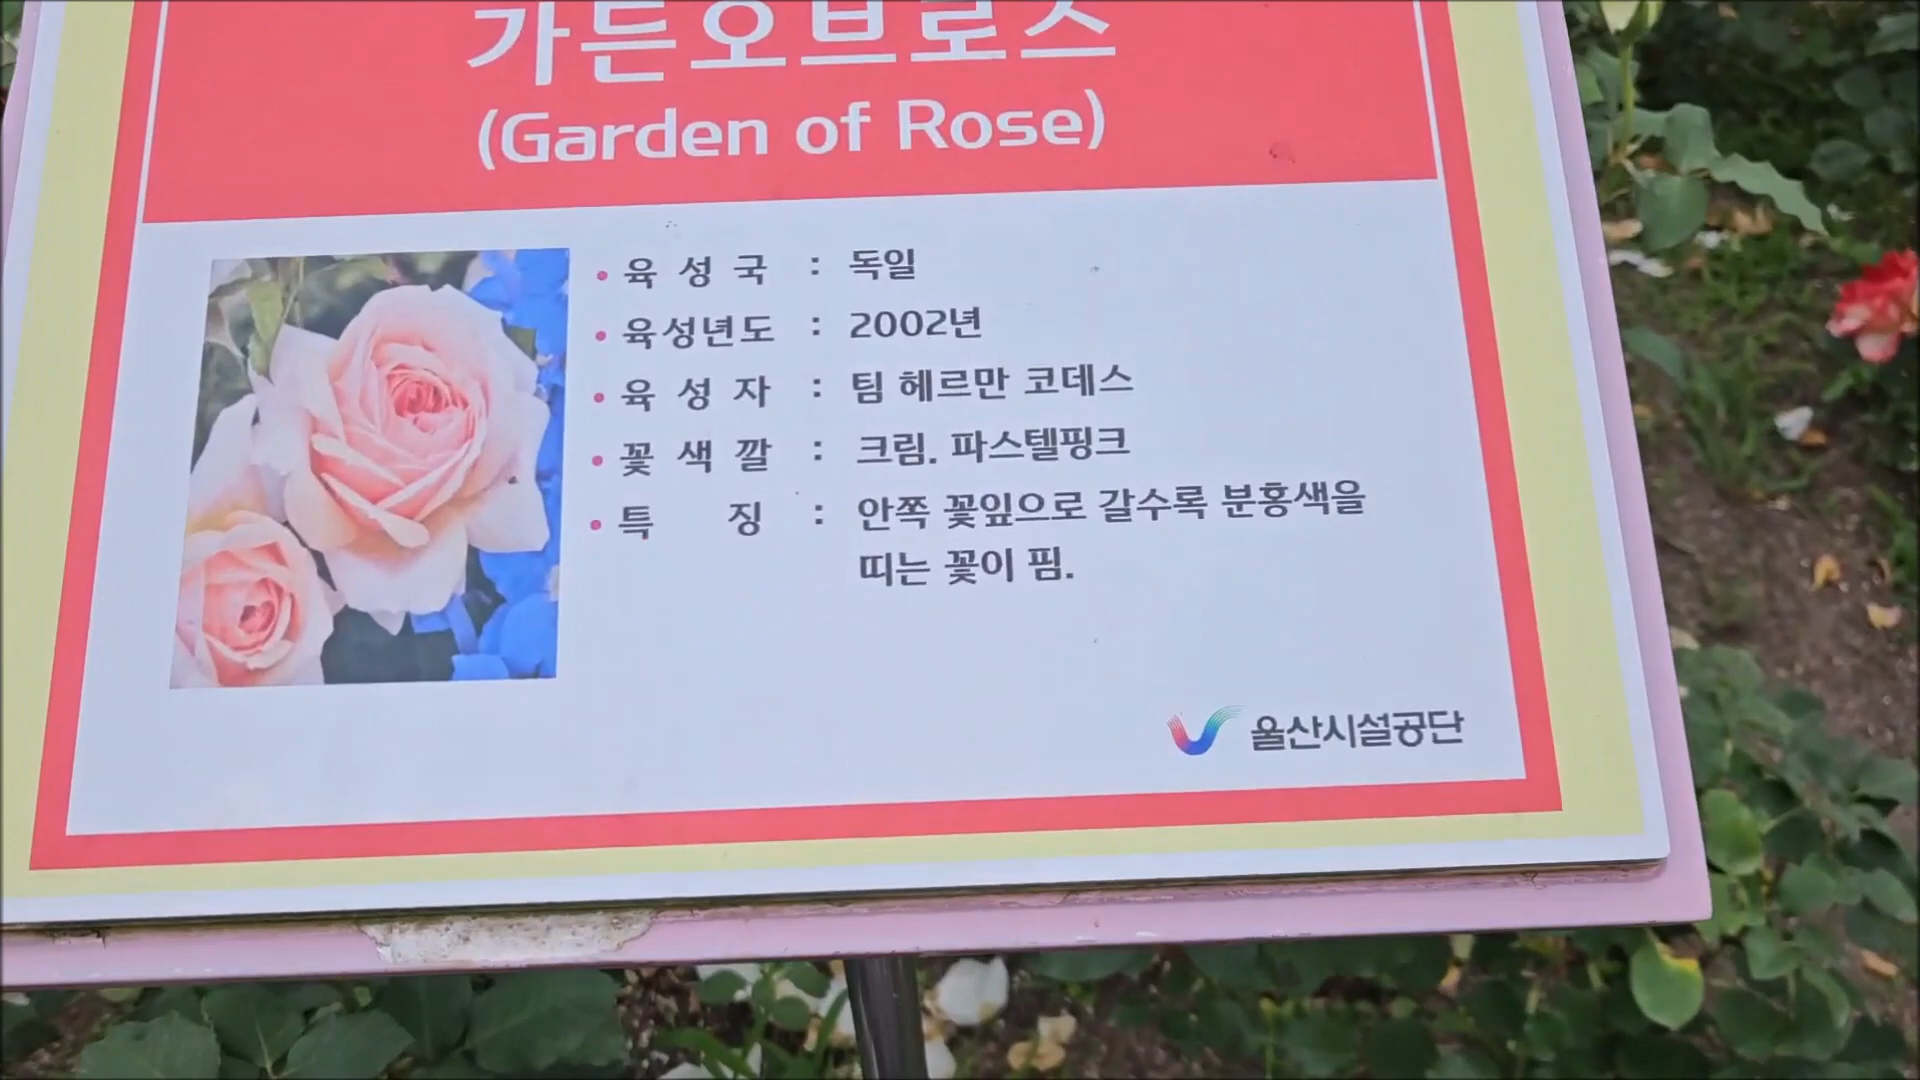 가든오브로스
(Garden of Rose)
• 육 성 국 : 독일
• 육성년도 : 2002년
• 육 성 자 : 팀 헤르만 코데스
• 꽃 색 깔 : 크림. 파스텔핑크
• 특 징 : 안쪽 꽃잎으로 갈수록 분홍색을
띠는 꽃이 핌.
울산시설공단